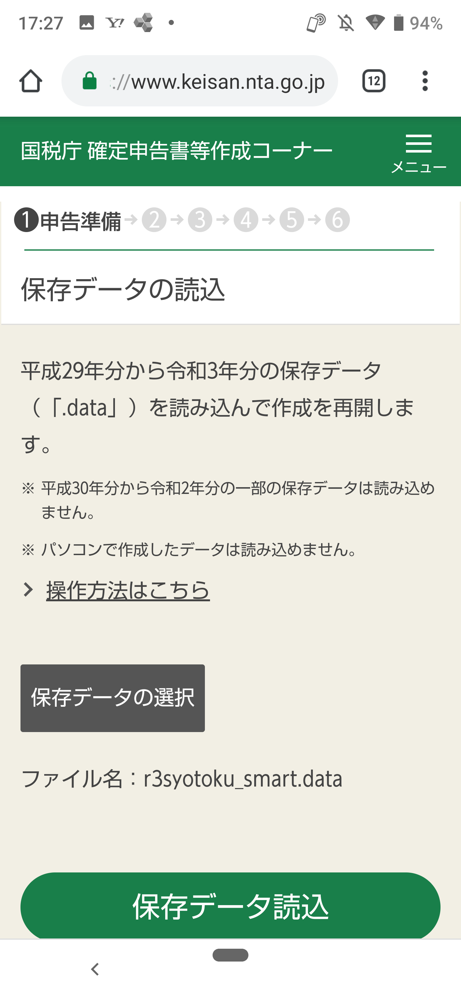 17:27 Y! 94%
://www.keisan.nta.go.jp 12
国税庁 確定申告書等作成コーナー
メニュー
1申告準備→2→3→4→5→6
保存データの読込
平成29年分から令和3年分の保存データ
（「.data」）を読み込んで作成を再開しま
す。
※ 平成30年分から令和2年分の一部の保存データは読み込め
ません。
※ パソコンで作成したデータは読み込めません。
操作方法はこちら
保存データの選択
ファイル名：r3syotoku_smart.data
保存データ読込